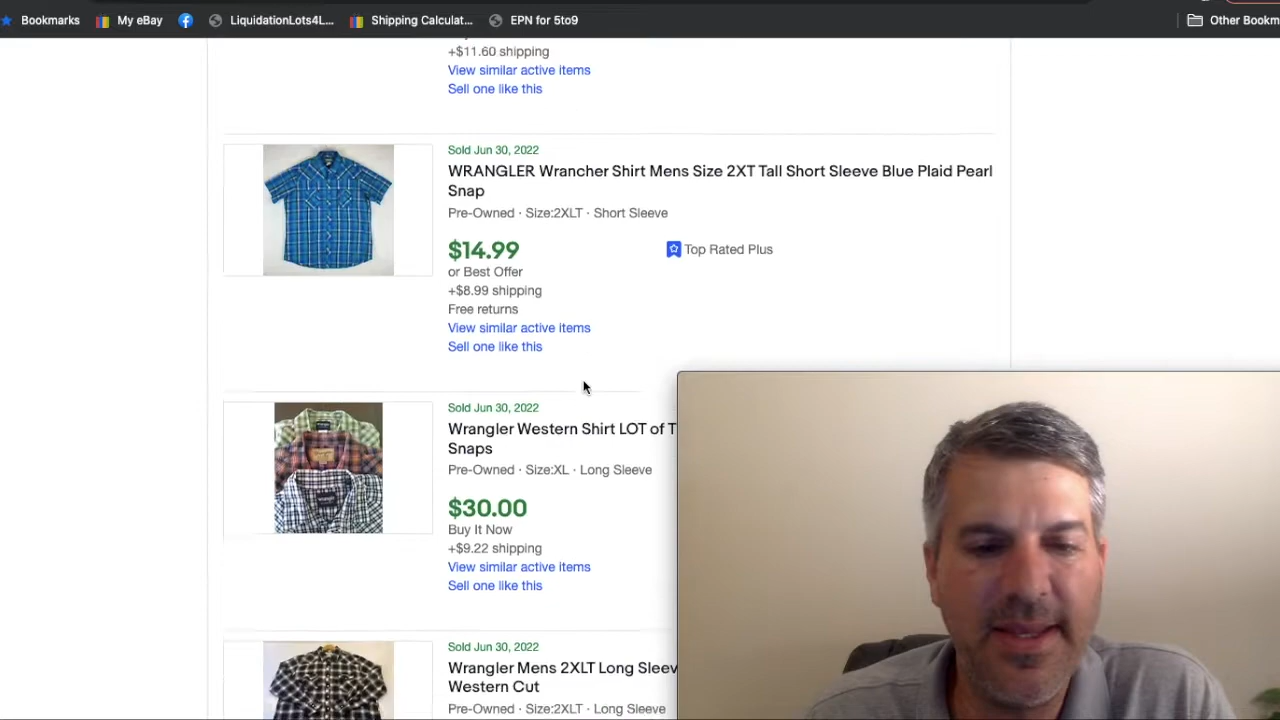 Bookmarks
My eBay
LiquidationLots4L...
Shipping Calculat...
EPN for 5to9
Other Bookm
+$11.60 shipping
View similar active items
Sell one like this
Sold Jun 30, 2022
WRANGLER Wrancher Shirt Mens Size 2XT Tall Short Sleeve Blue Plaid Pearl
Snap
Pre-Owned · Size:2XLT · Short Sleeve
$14.99
Top Rated Plus
or Best Offer
+$8.99 shipping
Free returns
View similar active items
Sell one like this
Sold Jun 30, 2022
Wrangler Western Shirt LOT of T
Snaps
Pre-Owned · Size:XL · Long Sleeve
$30.00
Buy It Now
+$9.22 shipping
View similar active items
Sell one like this
Sold Jun 30, 2022
Wrangler Mens 2XLT Long Sleev
Western Cut
Pre-Owned · Size:2XLT · Long Sleeve